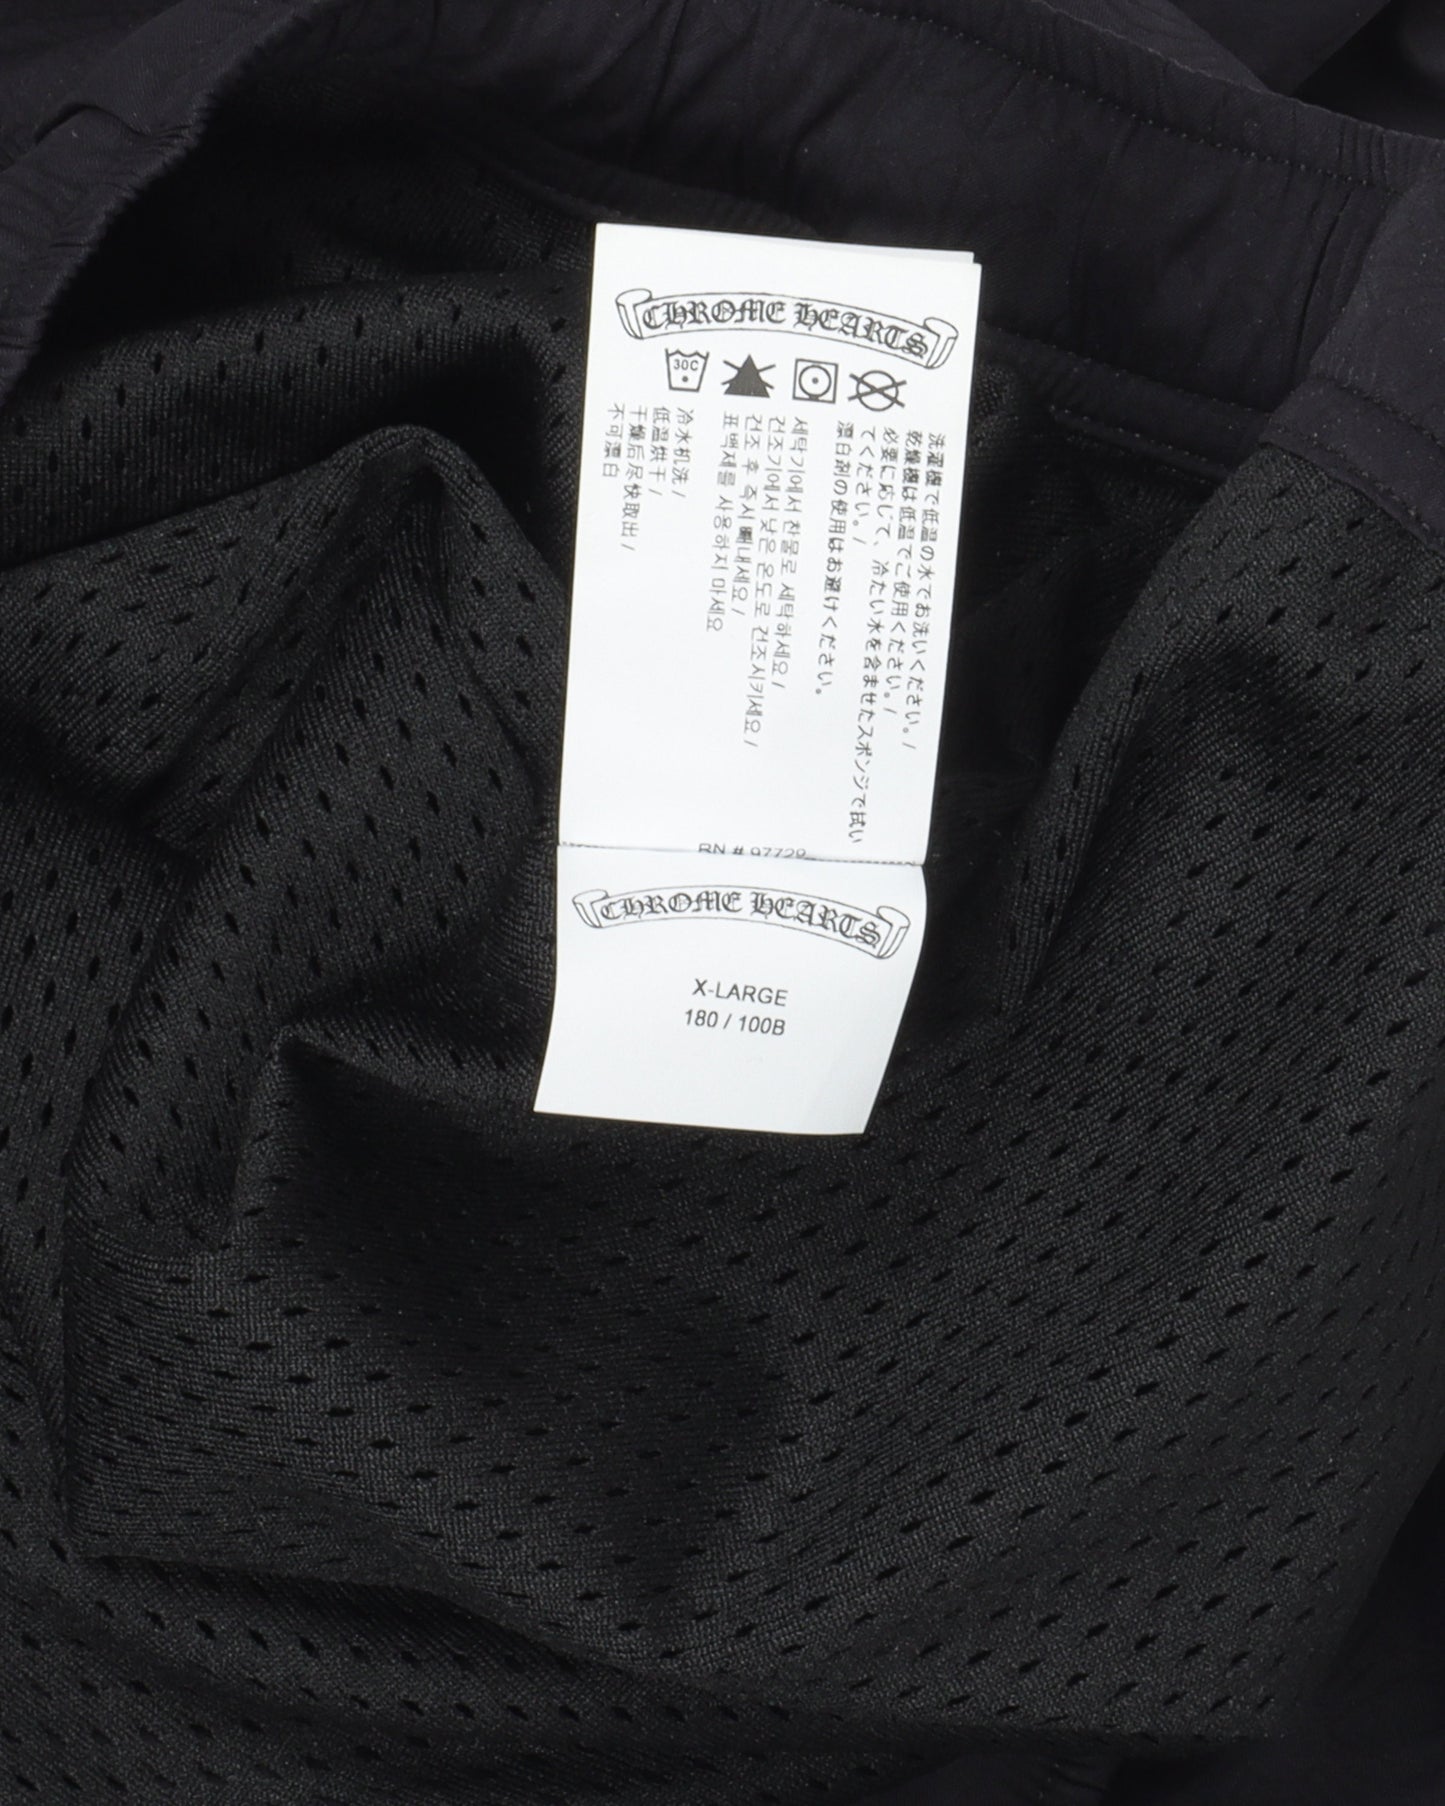 CHROME HEARTS
30C
洗濯機で低温の水でお洗いください。/
乾燥機は低温でご使用ください。/
必要に応じて、冷たい水を含ませたスポンジで拭い
てください。/
漂白剤の使用はお避けください。
세탁기에서 찬물로 세탁하세요 /
건조기에서 낮은 온도로 건조시키세요 /
건조 후 즉시 빼내세요 /
표백제를 사용하지 마세요
冷水机洗 /
低温烘干 /
干燥后尽快取出 /
不可漂白
RN # 97729
CHROME HEARTS
X-LARGE
180 / 100B